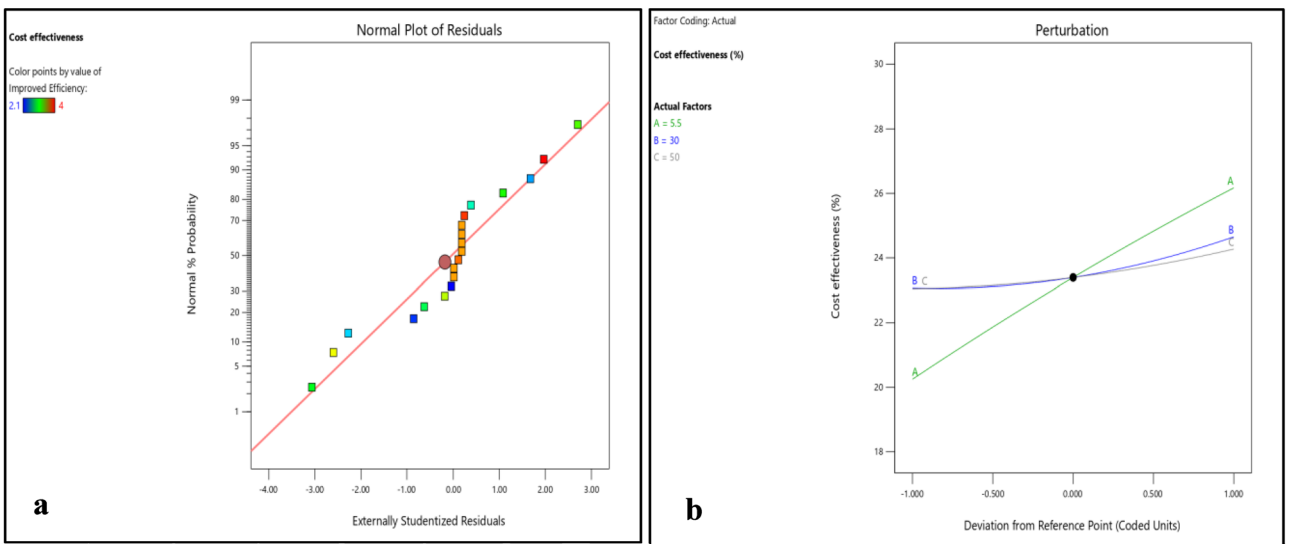 Cost effectiveness
Color points by value of
Improved Efficiency:
2.1 4
Normal Plot of Residuals
Normal % Probability
99
95
90
80
70
50
30
20
10
5
1
-4.00 -3.00 -2.00 -1.00 0.00 1.00 2.00 3.00
Externally Studentized Residuals
a
Factor Coding: Actual
Cost effectiveness (%)
Actual Factors
A = 5.5
B = 30
C = 50
Perturbation
Cost effectiveness (%)
30
28
26
24
22
20
18
A
B
C
B C
A
-1.000 -0.500 0.000 0.500 1.000
Deviation from Reference Point (Coded Units)
b